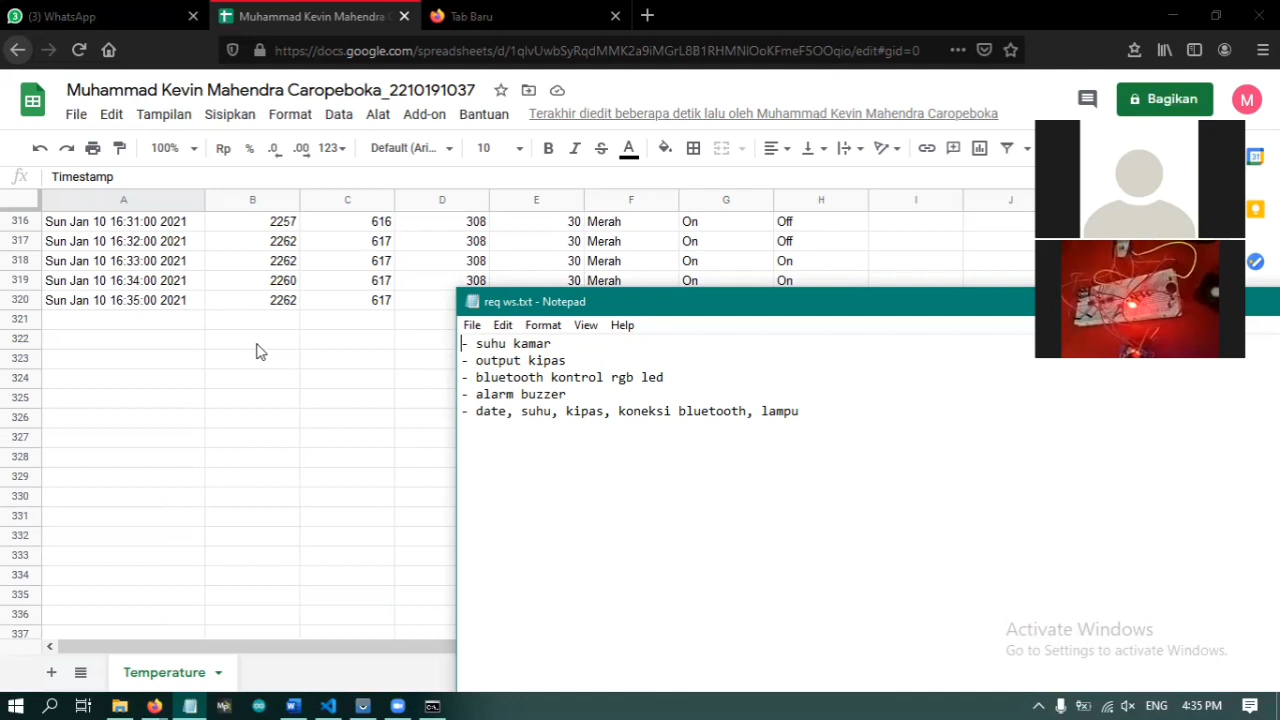 (3) WhatsApp
Muhammad Kevin Mahendra C
Tab Baru
https://docs.google.com/spreadsheets/d/1qlvUwbSyRqdMMK2a9iMGrL8B1RHMNlOoKFmeF5OOqio/edit#gid=0
Muhammad Kevin Mahendra Caropeboka_2210191037
Bagikan
M
File Edit Tampilan Sisipkan Format Data Alat Add-on Bantuan Terakhir diedit beberapa detik lalu oleh Muhammad Kevin Mahendra Caropeboka
100% Rp % .0 .00 123 Default (Ari... 10 B I S A
fx Timestamp
A B C D E F G H I J
316 Sun Jan 10 16:31:00 2021 2257 616 308 30 Merah On Off
317 Sun Jan 10 16:32:00 2021 2262 617 308 30 Merah On Off
318 Sun Jan 10 16:33:00 2021 2262 617 308 30 Merah On On
319 Sun Jan 10 16:34:00 2021 2260 617 308 30 Merah On On
320 Sun Jan 10 16:35:00 2021 2262 617
321
322
323
324
325
326
327
328
329
330
331
332
333
334
335
336
337
req ws.txt - Notepad
File Edit Format View Help
- suhu kamar
- output kipas
- bluetooth kontrol rgb led
- alarm buzzer
- date, suhu, kipas, koneksi bluetooth, lampu
Activate Windows
Go to Settings to activate Windows.
Temperature
4:35 PM